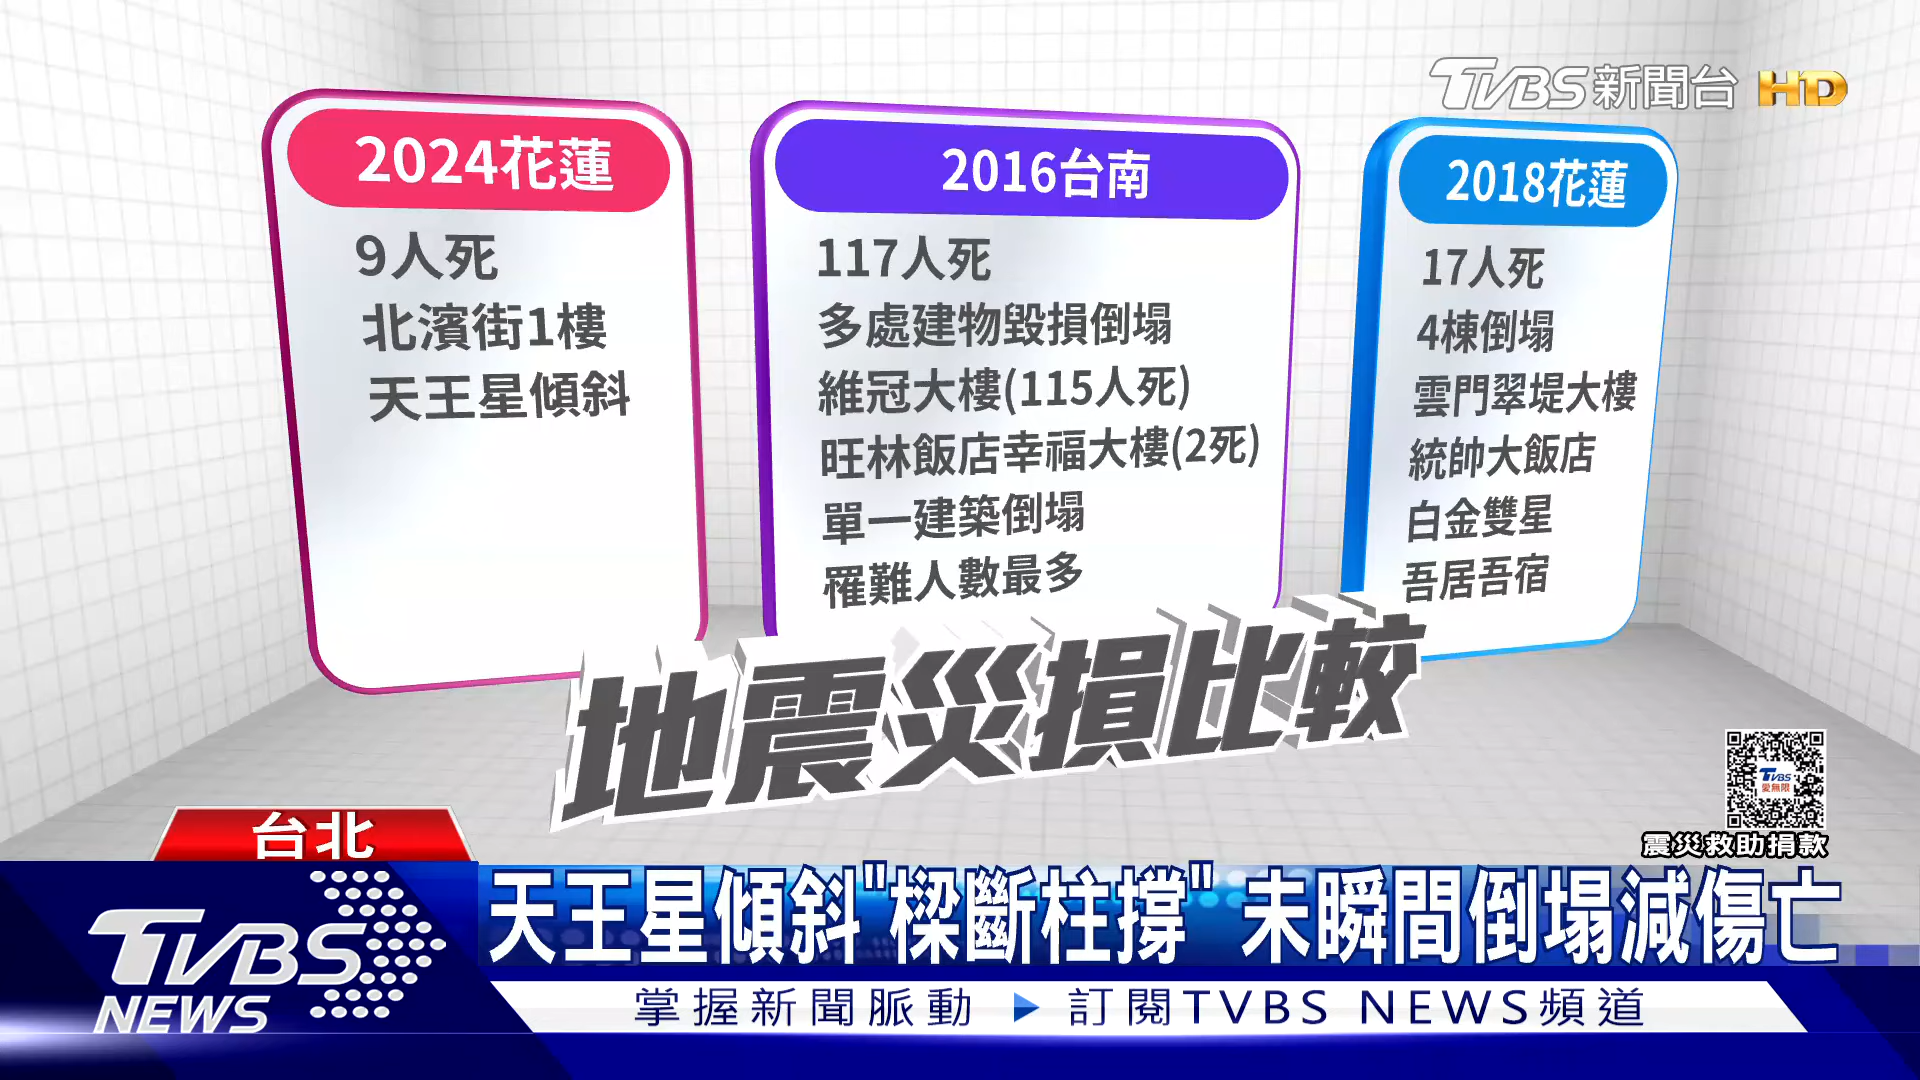 TVBS新聞台 HD
2024花蓮
9人死
北濱街1樓
天王星傾斜
2016台南
117人死
多處建物毀損倒塌
維冠大樓(115人死)
旺林飯店幸福大樓(2死)
單一建築倒塌
罹難人數最多
2018花蓮
17人死
4棟倒塌
雲門翠堤大樓
統帥大飯店
白金雙星
吾居吾宿
地震災損比較
TVBS
愛無限
震災救助捐款
台北
天王星傾斜"樑斷柱撐" 未瞬間倒塌減傷亡
TVBS
NEWS
掌握新聞脈動 ▶ 訂閱TVBS NEWS頻道